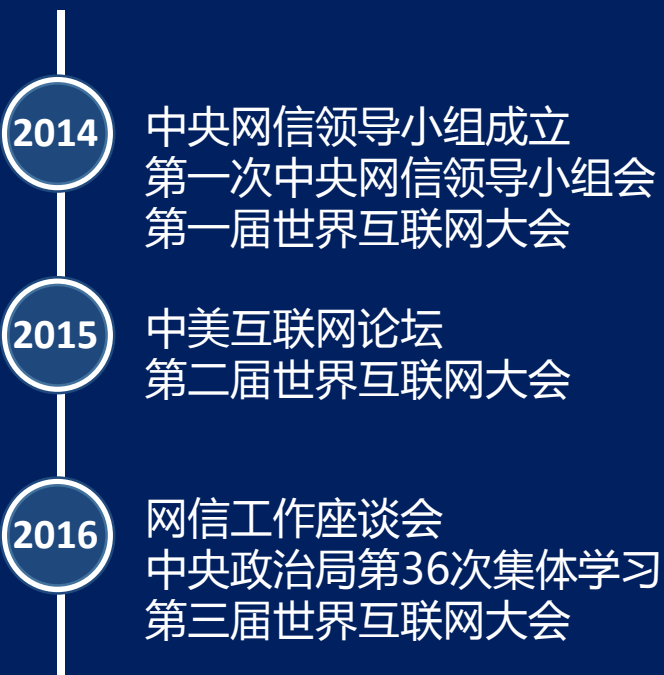 2014
中央网信领导小组成立
第一次中央网信领导小组会
第一届世界互联网大会
2015
中美互联网论坛
第二届世界互联网大会
2016
网信工作座谈会
中央政治局第36次集体学习
第三届世界互联网大会